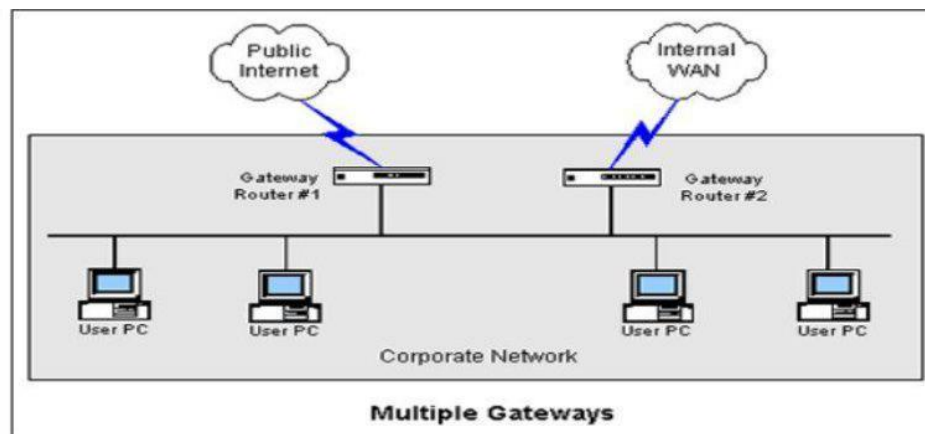 Public
Internet
Internal
WAN
Gateway
Router #1
Gateway
Router #2
User PC
User PC
User PC
User PC
Corporate Network
Multiple Gateways